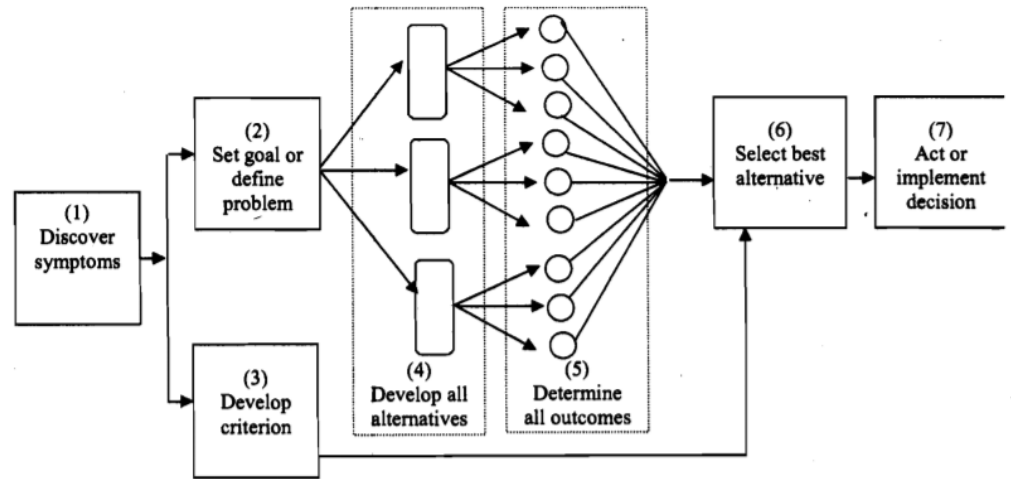 (1)
Discover
symptoms
(2)
Set goal or
define
problem
(3)
Develop
criterion
(4)
Develop all
alternatives
(5)
Determine
all outcomes
(6)
Select best
alternative
(7)
Act or
implement
decision